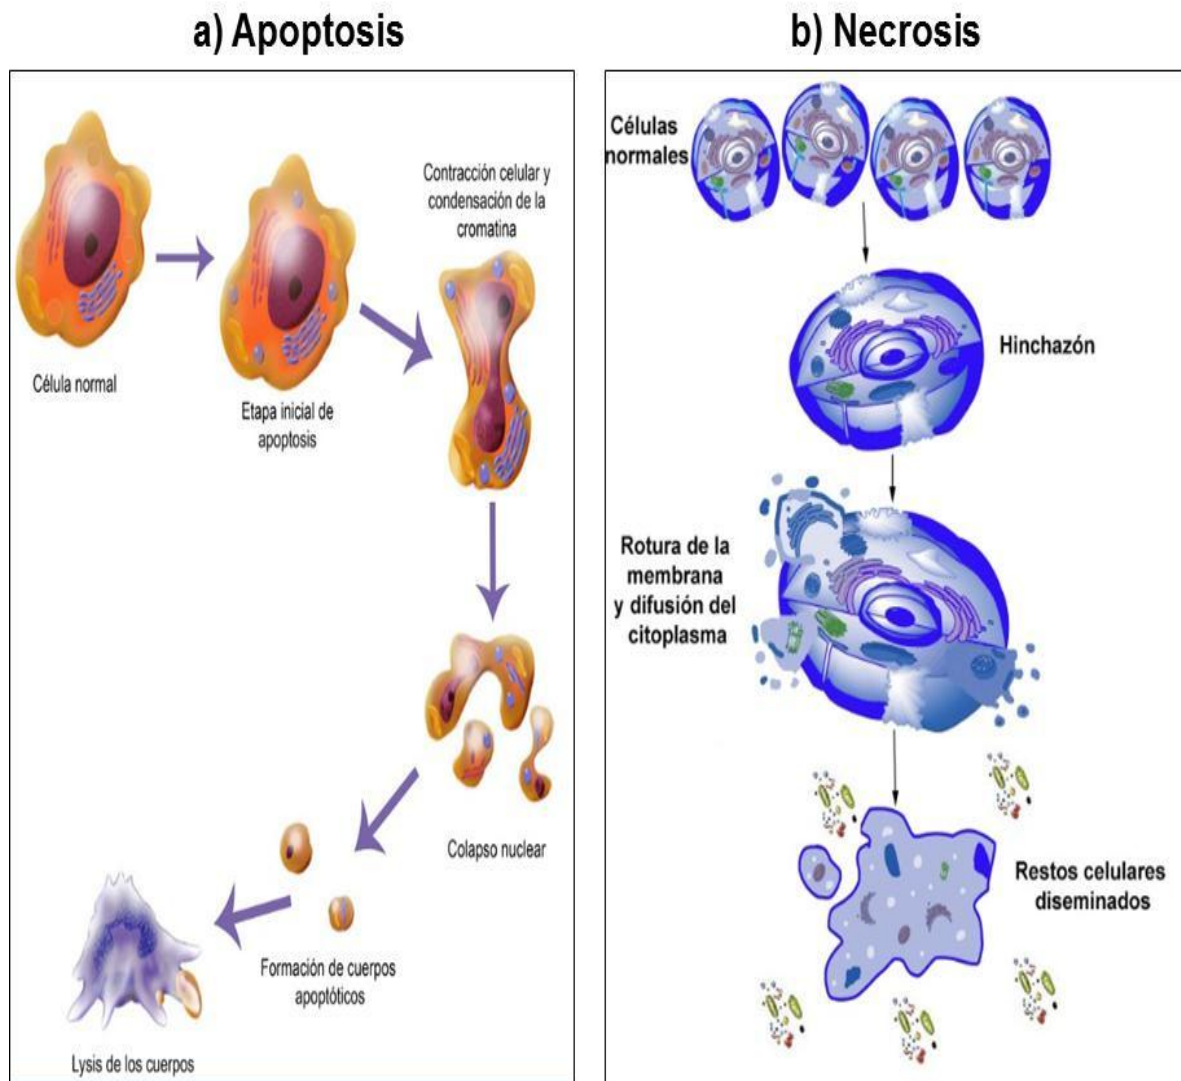 a) Apoptosis
Célula normal
Etapa inicial de
apoptosis
Contracción celular y
condensación de la
cromatina
Colapso nuclear
Formación de cuerpos
apoptóticos
Lysis de los cuerpos
b) Necrosis
Células
normales
Hinchazón
Rotura de la
membrana
y difusión del
citoplasma
Restos celulares
diseminados